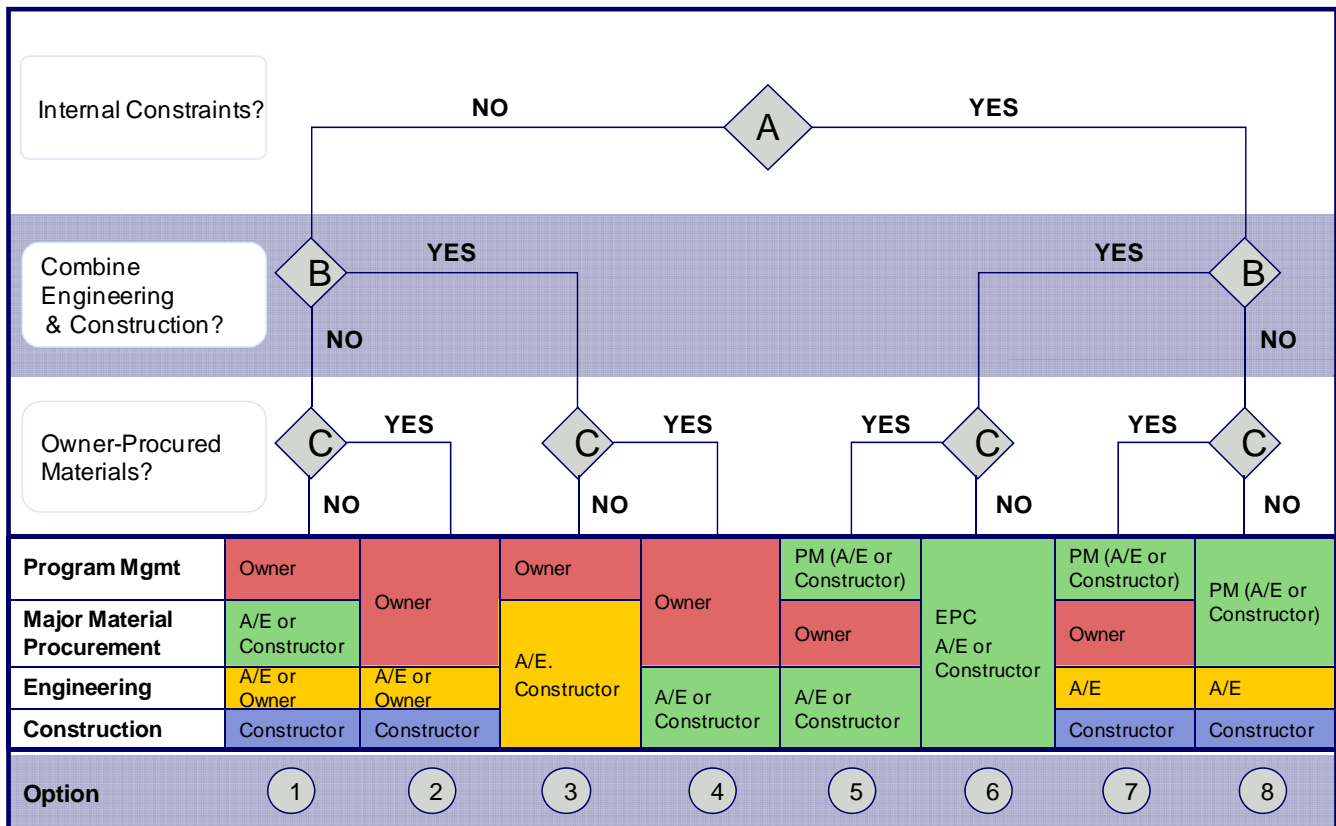 Internal Constraints?
NO
A
YES
Combine
Engineering
& Construction?
B
YES
YES
B
NO
NO
Owner-Procured
Materials?
C
YES
C
YES
YES
C
YES
C
NO
NO
NO
NO
Program Mgmt
Owner
Owner
Owner
Owner
PM (A/E or
Constructor)
EPC
A/E or
Constructor
PM (A/E or
Constructor)
PM (A/E or
Constructor)
Major Material
Procurement
A/E or
Constructor
A/E.
Constructor
Owner
Owner
Engineering
A/E or
Owner
A/E or
Owner
A/E or
Constructor
A/E or
Constructor
A/E
A/E
Construction
Constructor
Constructor
Constructor
Constructor
Option
1
2
3
4
5
6
7
8